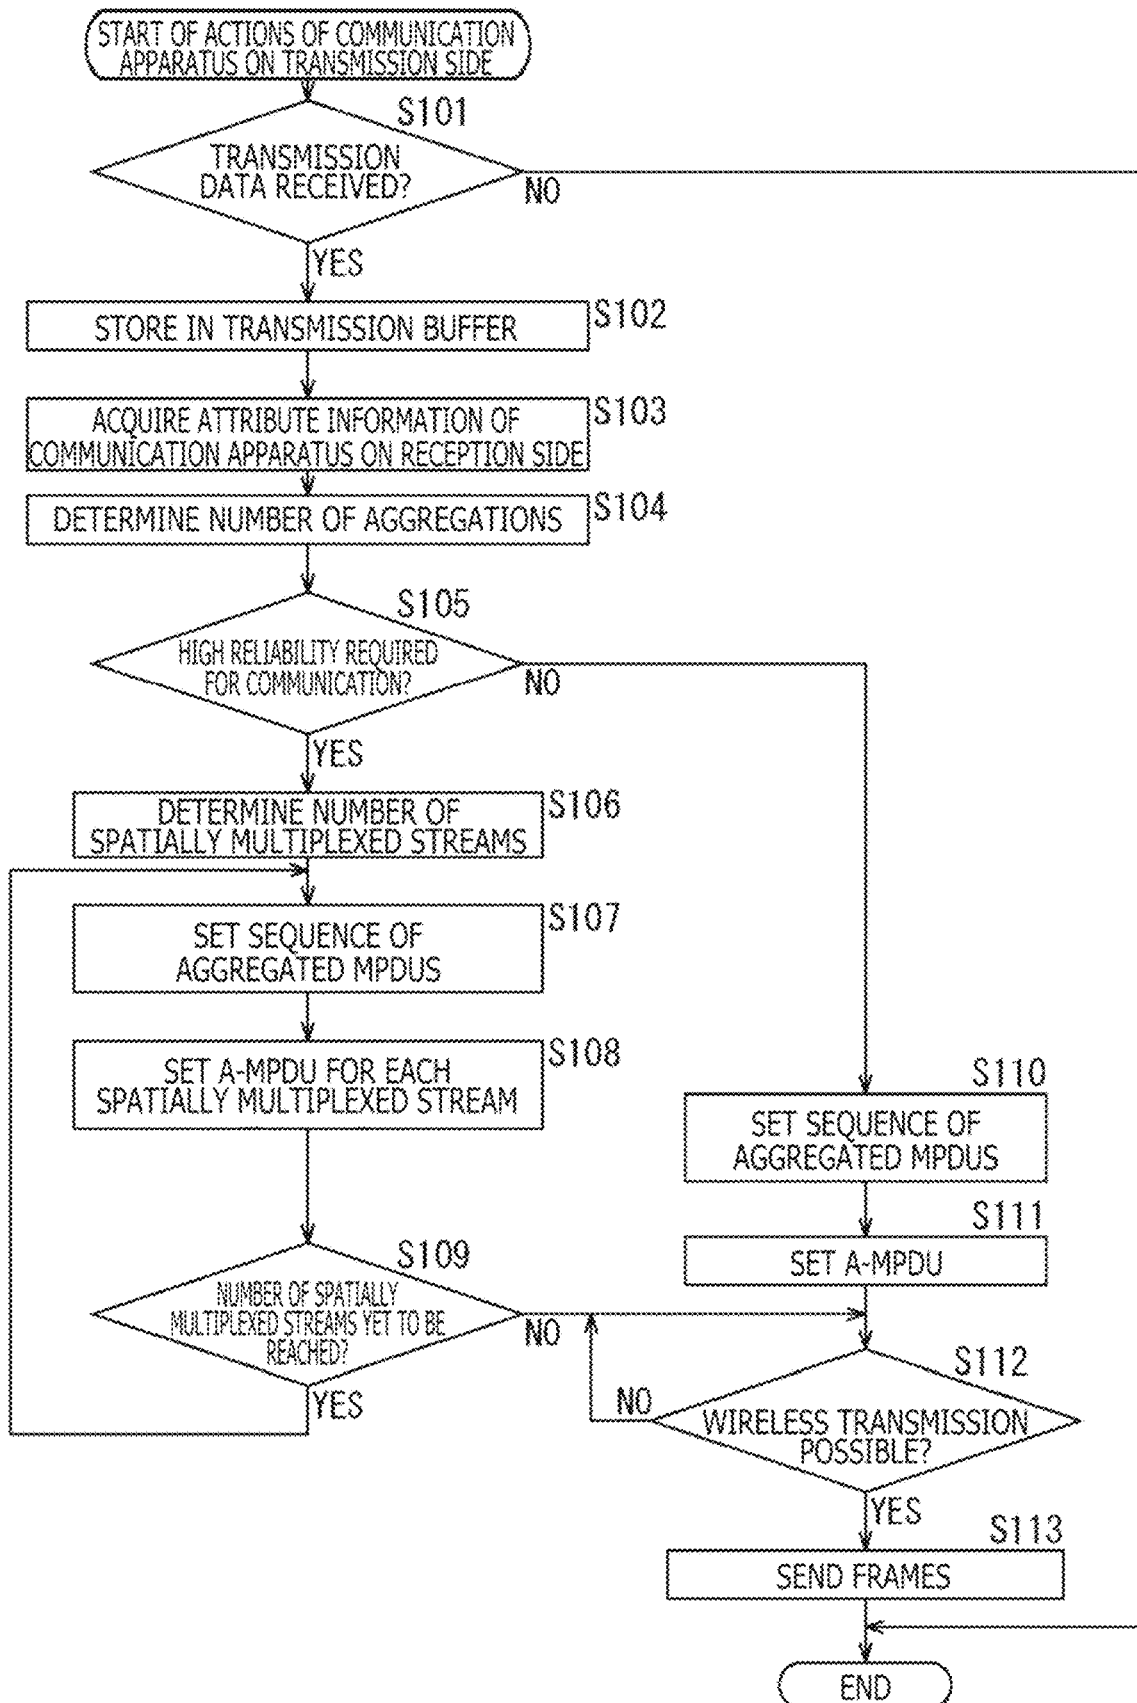 START OF ACTIONS OF COMMUNICATION
APPARATUS ON TRANSMISSION SIDE
S101
TRANSMISSION
DATA RECEIVED?
NO
YES
STORE IN TRANSMISSION BUFFER
S102
ACQUIRE ATTRIBUTE INFORMATION OF
COMMUNICATION APPARATUS ON RECEPTION SIDE
S103
DETERMINE NUMBER OF AGGREGATIONS
S104
S105
HIGH RELIABILITY REQUIRED
FOR COMMUNICATION?
NO
YES
DETERMINE NUMBER OF
SPATIALLY MULTIPLEXED STREAMS
S106
SET SEQUENCE OF
AGGREGATED MPDUS
S107
SET A-MPDU FOR EACH
SPATIALLY MULTIPLEXED STREAM
S108
S109
NUMBER OF SPATIALLY
MULTIPLEXED STREAMS YET TO BE
REACHED?
NO
YES
S110
SET SEQUENCE OF
AGGREGATED MPDUS
S111
SET A-MPDU
S112
WIRELESS TRANSMISSION
POSSIBLE?
NO
YES
S113
SEND FRAMES
END